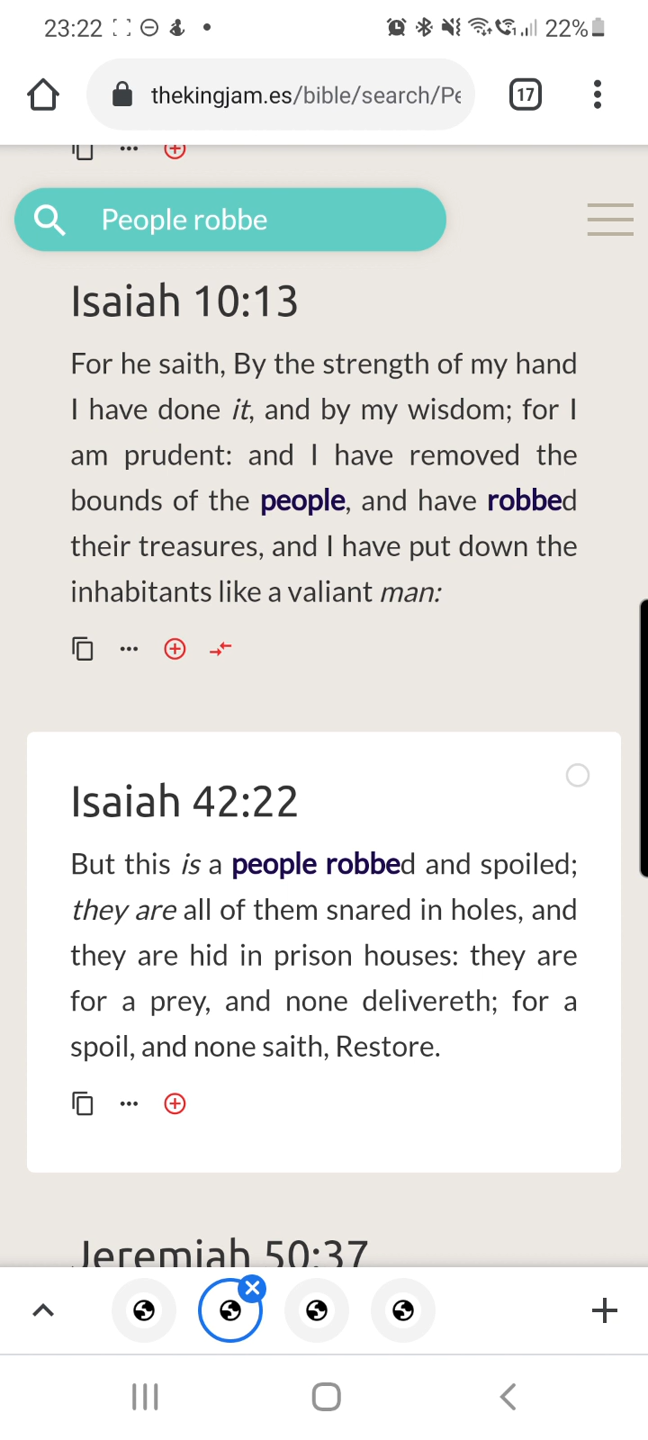 23:22
22%
thekingjam.es/bible/search/Pe
17
People robbe
Isaiah 10:13
For he saith, By the strength of my hand
I have done it, and by my wisdom; for I
am prudent: and I have removed the
bounds of the people, and have robbed
their treasures, and I have put down the
inhabitants like a valiant man:
Isaiah 42:22
But this is a people robbed and spoiled;
they are all of them snared in holes, and
they are hid in prison houses: they are
for a prey, and none delivereth; for a
spoil, and none saith, Restore.
Jeremiah 50:37